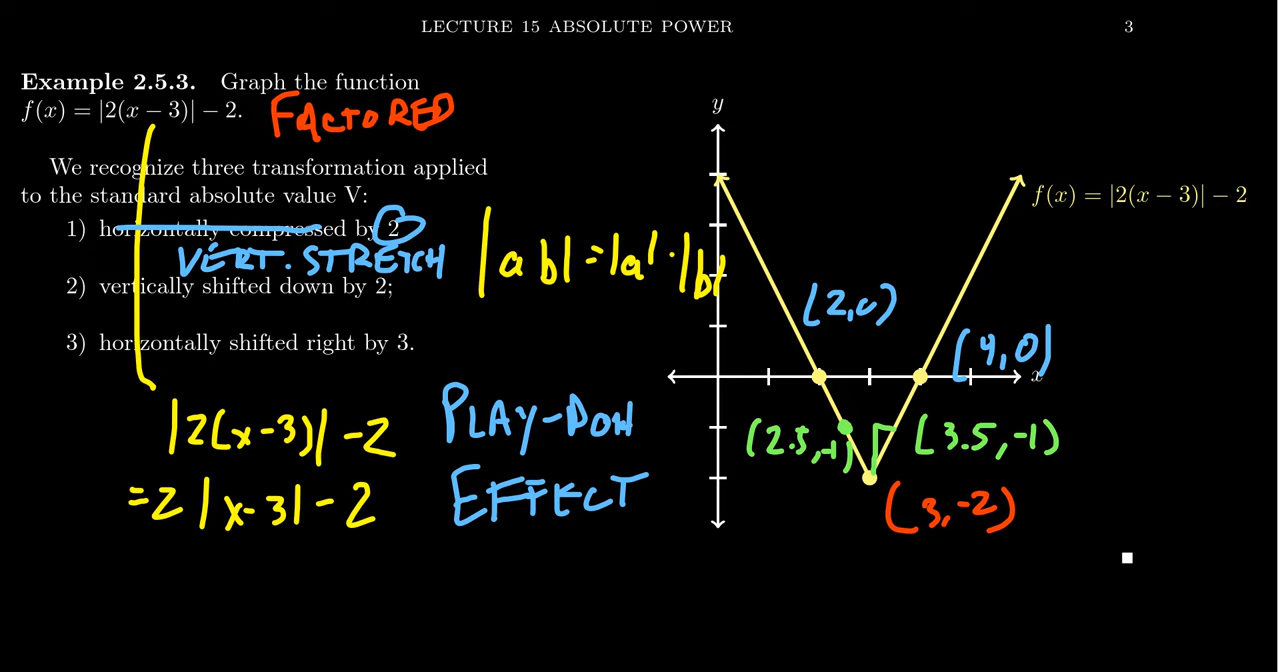 LECTURE 15 ABSOLUTE POWER
3
Example 2.5.3. Graph the function
f(x) = |2(x − 3)| − 2.
FACTORED
We recognize three transformation applied
to the standard absolute value V:
1) horizontally compressed by 2
VERT. STRETCH
2) vertically shifted down by 2;
3) horizontally shifted right by 3.
|ab| = |a|·|b|
|2(x-3)| -2
=2|x-3| -2
PLAY-DOH
EFFECT
y
f(x) = |2(x − 3)| − 2
(2,0)
(4,0)
x
(2.5,-1)
(3.5,-1)
(3,-2)